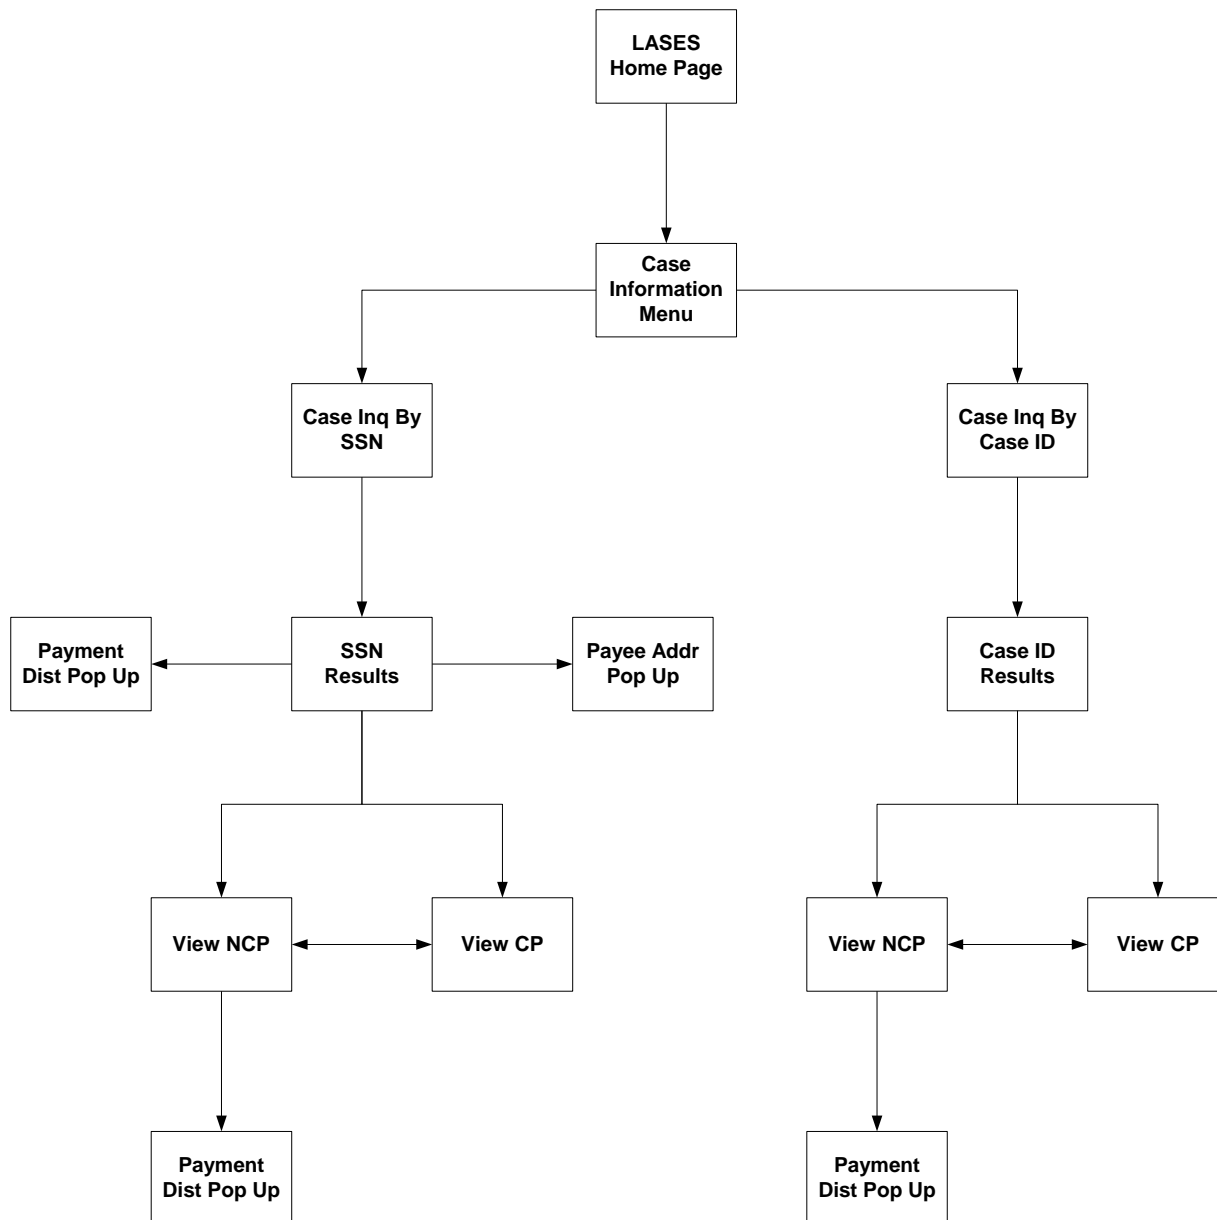 LASES
Home Page
Case
Information
Menu
Case Inq By
SSN
Case Inq By
Case ID
Payment
Dist Pop Up
SSN
Results
Payee Addr
Pop Up
Case ID
Results
View NCP
View CP
View NCP
View CP
Payment
Dist Pop Up
Payment
Dist Pop Up